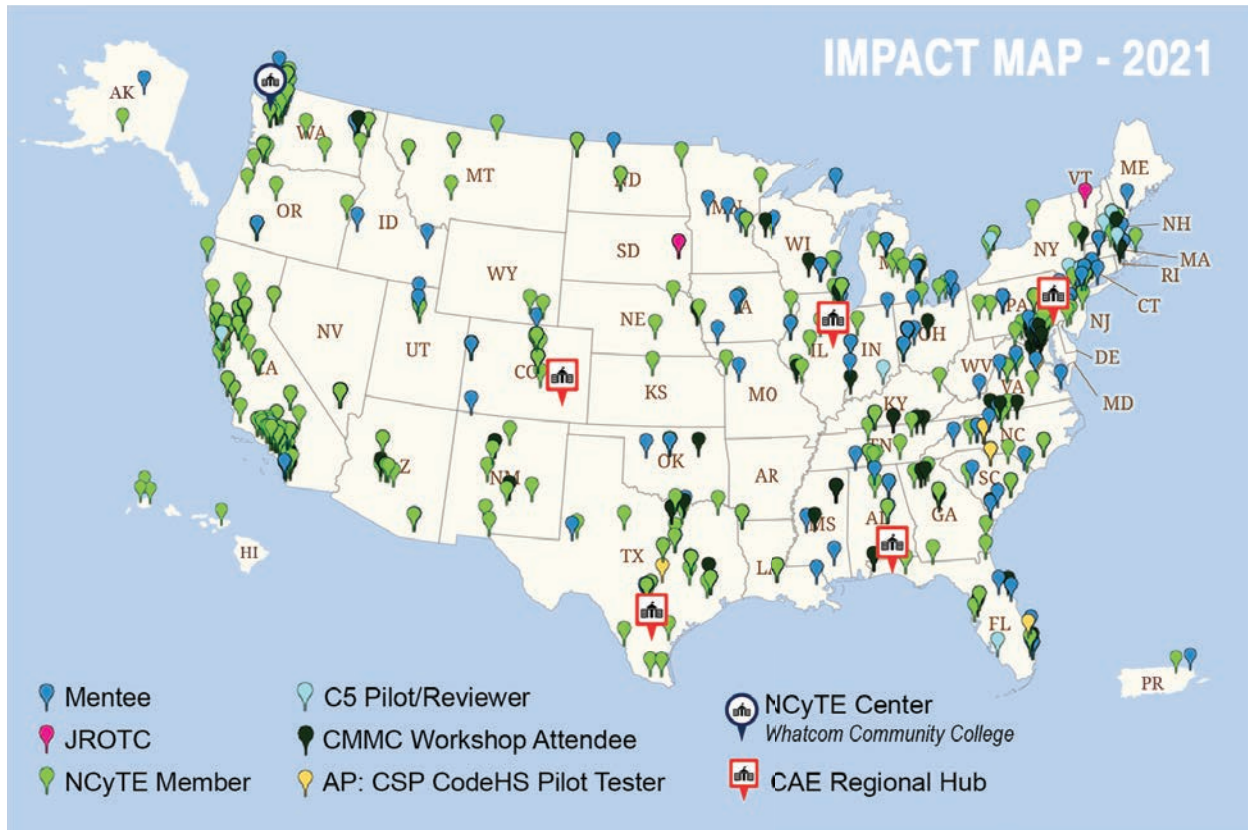 IMPACT MAP - 2021
AK
WA
MT
ND
MN
VT
ME
OR
ID
SD
WI
NY
NH
MA
RI
WY
IA
PA
CT
NV
UT
NE
IL
IN
OH
NJ
CA
CO
KS
MO
WV
VA
DE
MD
KY
NC
TN
OK
AR
SC
NM
MS
AL
GA
HI
TX
LA
FL
PR
Mentee
JROTC
NCyTE Member
C5 Pilot/Reviewer
CMMC Workshop Attendee
AP: CSP CodeHS Pilot Tester
NCyTE Center
Whatcom Community College
CAE Regional Hub